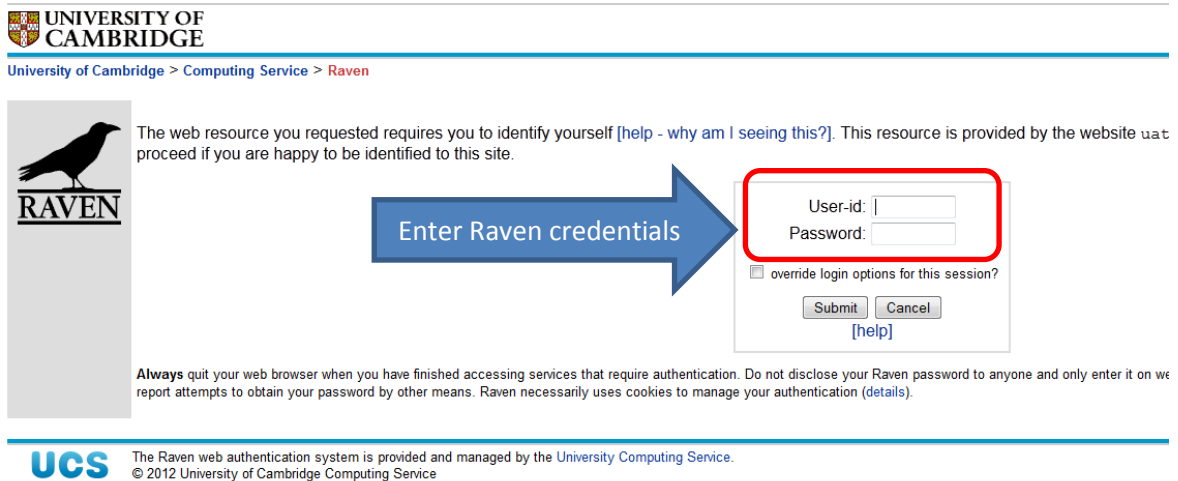 UNIVERSITY OF
CAMBRIDGE
University of Cambridge > Computing Service > Raven
The web resource you requested requires you to identify yourself [help - why am I seeing this?]. This resource is provided by the website uat
proceed if you are happy to be identified to this site.
RAVEN
Enter Raven credentials
User-id:
Password:
override login options for this session?
Submit Cancel
[help]
Always quit your web browser when you have finished accessing services that require authentication. Do not disclose your Raven password to anyone and only enter it on we
report attempts to obtain your password by other means. Raven necessarily uses cookies to manage your authentication (details).
UCS
The Raven web authentication system is provided and managed by the University Computing Service.
© 2012 University of Cambridge Computing Service